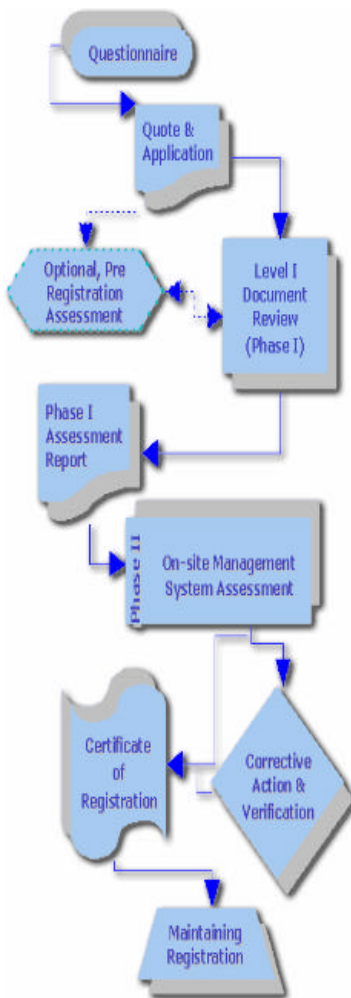 Questionnaire
Quote &
Application
Optional, Pre
Registration
Assessment
Level I
Document
Review
(Phase I)
Phase I
Assessment
Report
Phase II
On-site Management
System Assessment
Certificate
of
Registration
Corrective
Action &
Verification
Maintaining
Registration